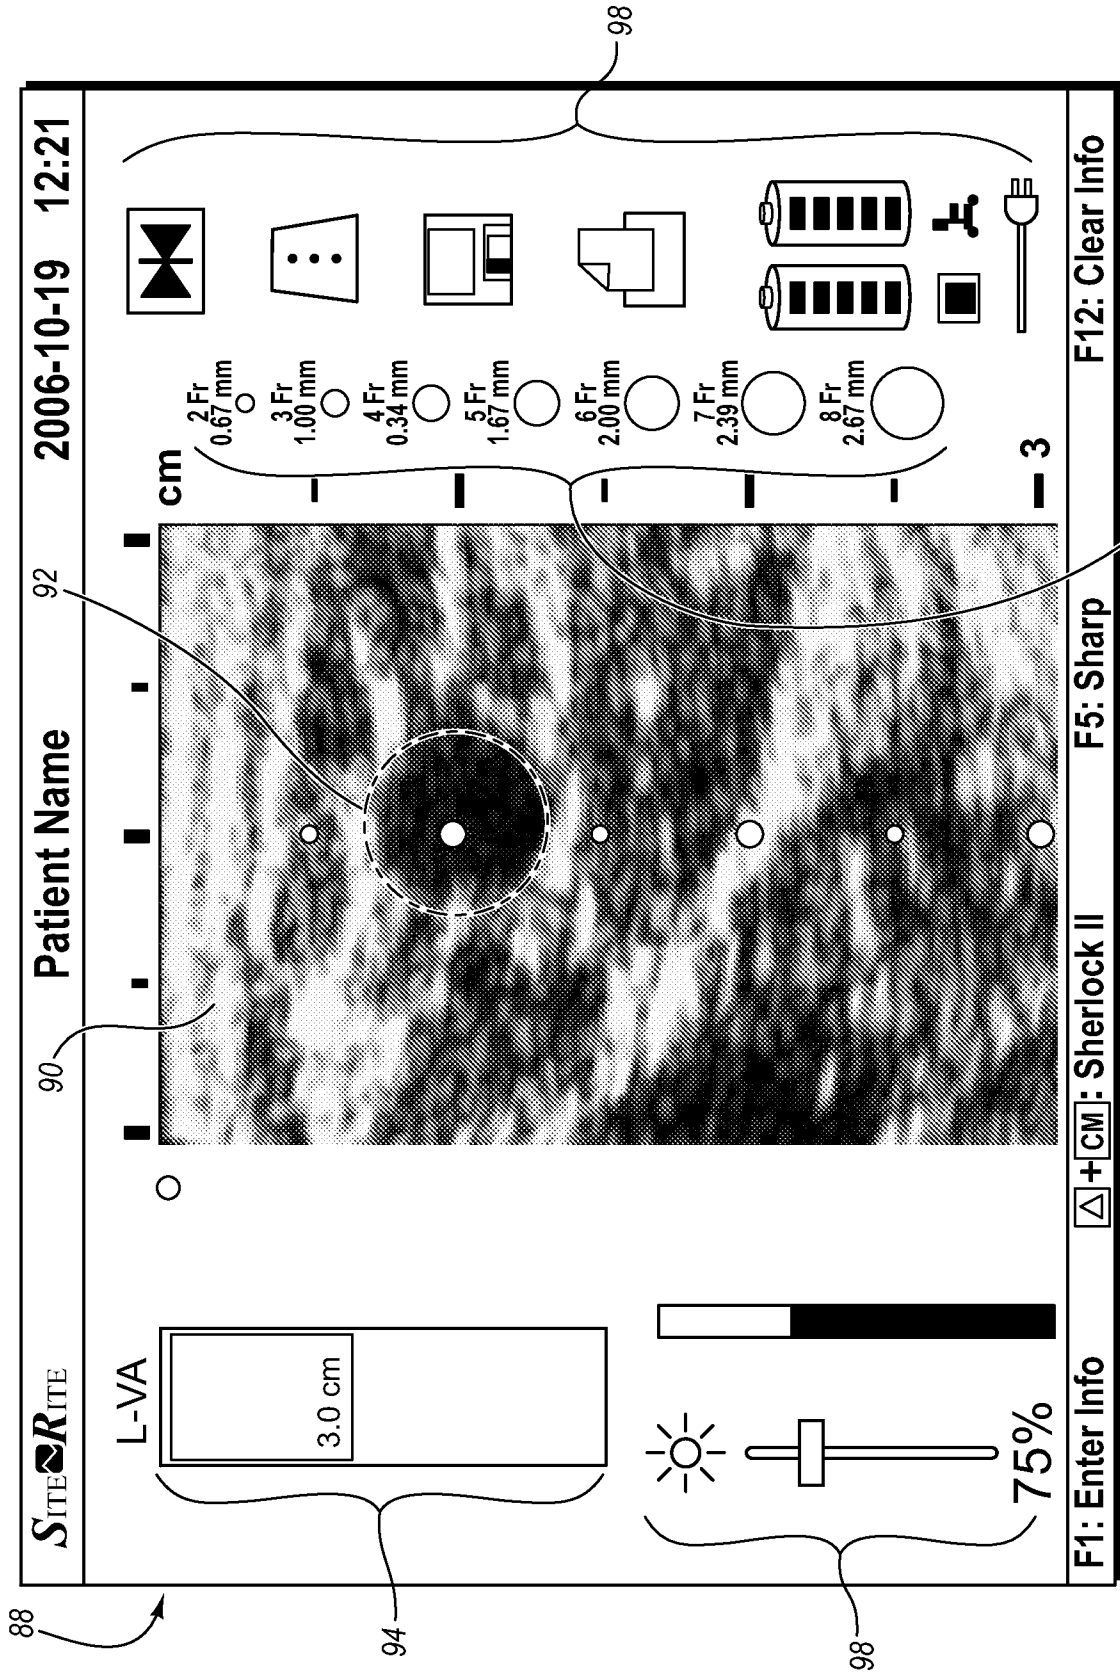 88
90
92
98
SITE RITE
Patient Name
2006-10-19 12:21
L-VA
3.0 cm
94
cm
2 Fr
0.67 mm
3 Fr
1.00 mm
4 Fr
0.34 mm
5 Fr
1.67 mm
6 Fr
2.00 mm
7 Fr
2.39 mm
8 Fr
2.67 mm
3
75%
98
F1: Enter Info
△+CM: Sherlock II
F5: Sharp
F12: Clear Info